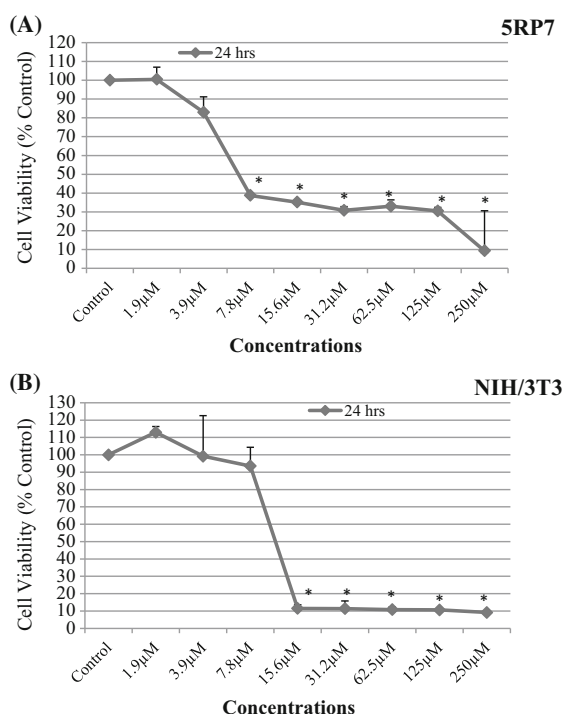 (A)
5RP7
24 hrs
Cell Viability (% Control)
120
110
100
90
80
70
60
50
40
30
20
10
0
* * * * * *
Control 1.9µM 3.9µM 7.8µM 15.6µM 31.2µM 62.5µM 125µM 250µM
Concentrations
(B)
NIH/3T3
24 hrs
Cell Viability (% Control)
130
120
110
100
90
80
70
60
50
40
30
20
10
0
* * * * *
Control 1.9µM 3.9µM 7.8µM 15.6µM 31.2µM 62.5µM 125µM 250µM
Concentrations